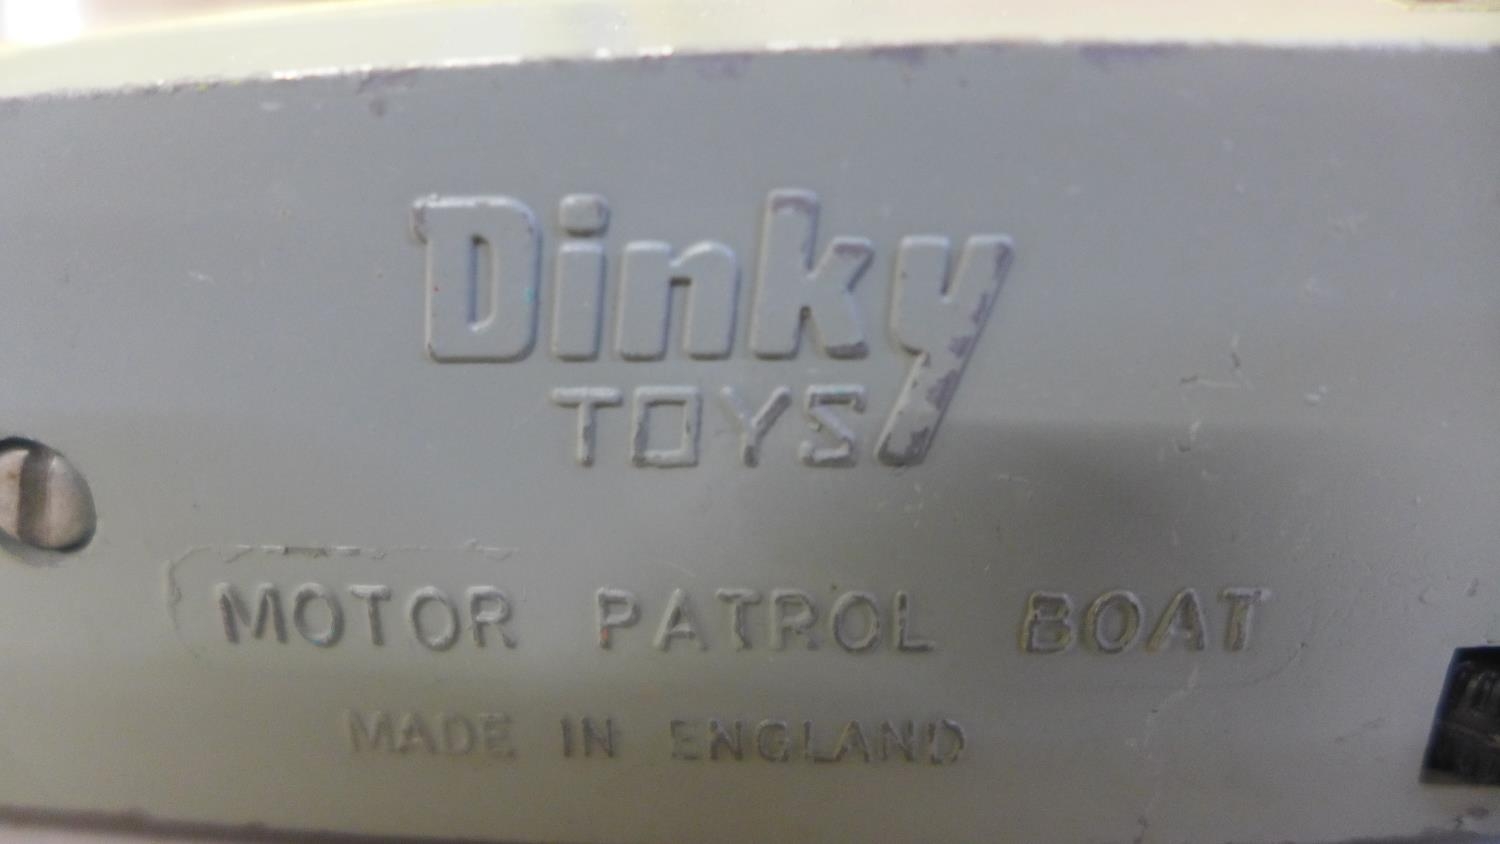 Dinky
TOYS
MOTOR PATROL BOAT
MADE IN ENGLAND